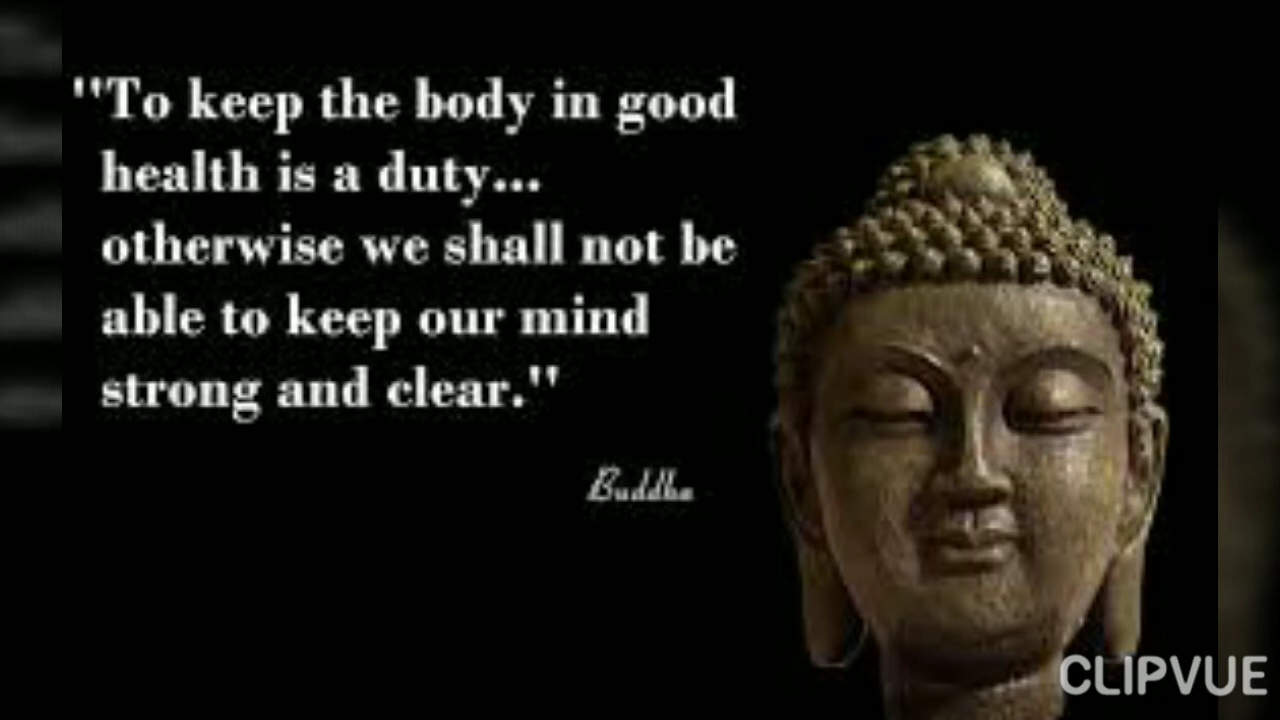 "To keep the body in good
health is a duty...
otherwise we shall not be
able to keep our mind
strong and clear."
Buddha
CLIPVUE